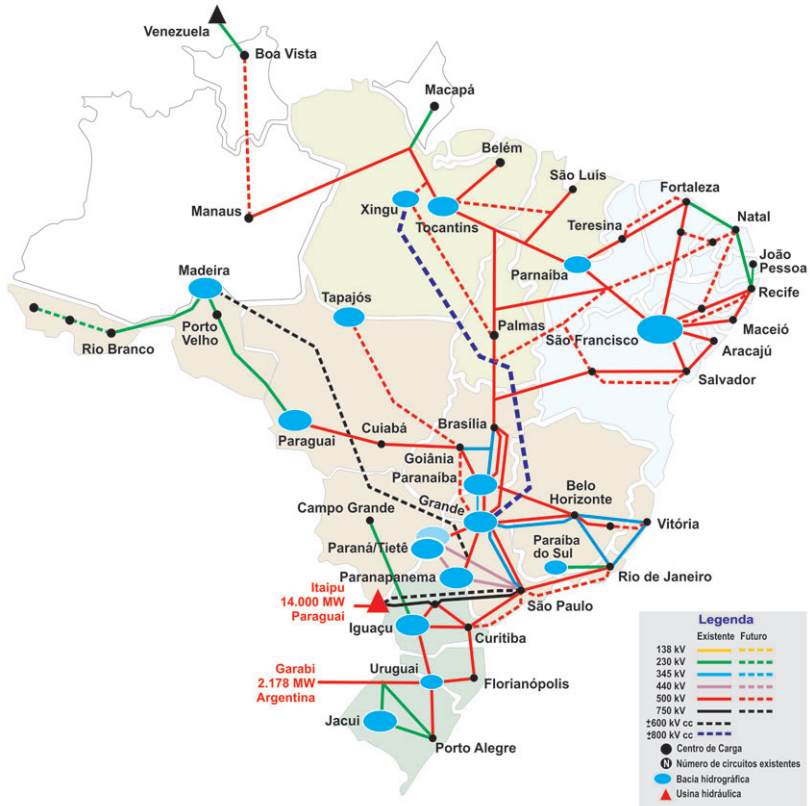 Venezuela
Boa Vista
Macapá
Belém
São Luís
Fortaleza
Xingu
Tocantins
Teresina
Natal
Manaus
João
Pessoa
Parnaíba
Madeira
Recife
Tapajós
Palmas
São Francisco
Maceió
Porto
Velho
Rio Branco
Aracajú
Salvador
Cuiabá
Brasília
Paraguai
Goiânia
Paranaíba
Belo
Horizonte
Campo Grande
Grande
Vitória
Paraná/Tietê
Paraíba
do Sul
Paranapanema
Rio de Janeiro
Itaipu
14.000 MW
Paraguai
São Paulo
Iguaçu
Curitiba
Garabi
2.178 MW
Argentina
Uruguai
Florianópolis
Jacui
Porto Alegre
Legenda
Existente Futuro
138 kV
230 kV
345 kV
440 kV
500 kV
750 kV
±600 kV cc
±800 kV cc
Centro de Carga
N Número de circuitos existentes
Bacia hidrográfica
Usina hidráulica